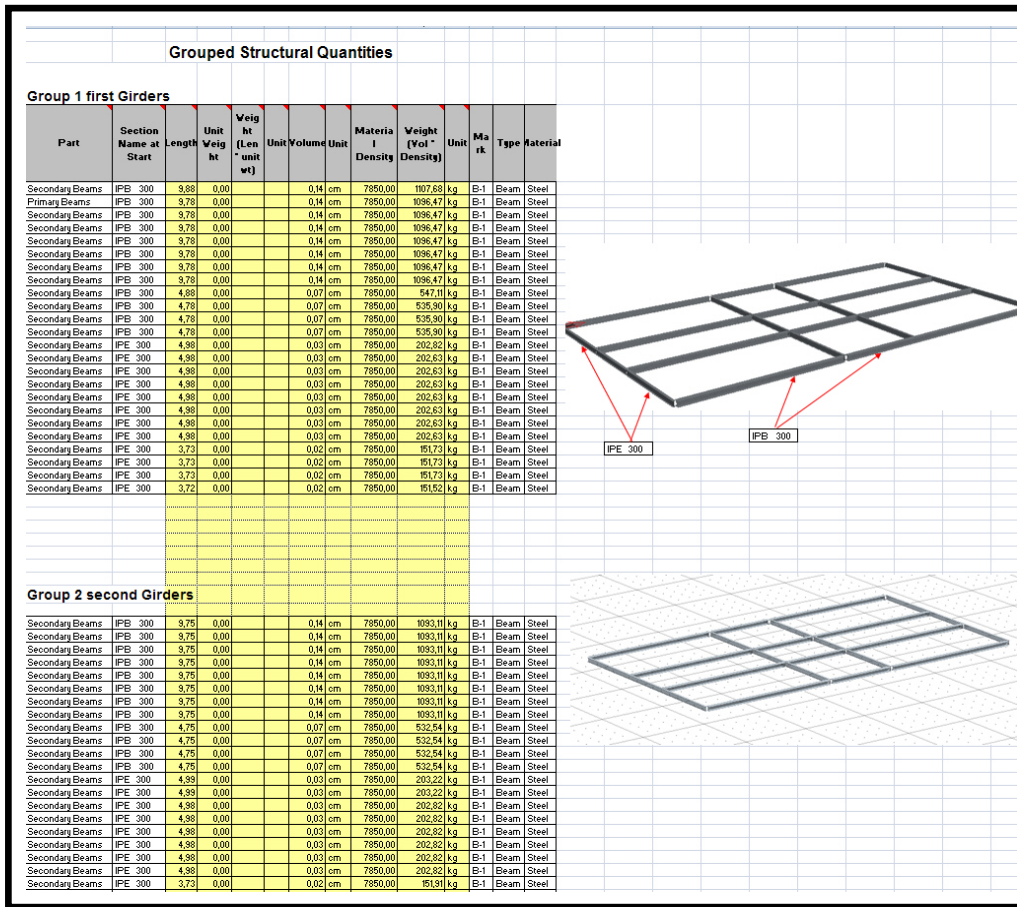 Grouped Structural Quantities
Group 1 first Girders
Part Section Name at Start Length Unit Weig ht Weig ht (Len * unit wt) Unit Volume Unit Materia l Density Weight (Vol * Density) Unit Ma rk Type Material
Secondary Beams IPB 300 9,88 0,00 0,14 cm 7850,00 1107,68 kg B-1 Beam Steel
Primary Beams IPB 300 9,78 0,00 0,14 cm 7850,00 1096,47 kg B-1 Beam Steel
Secondary Beams IPB 300 9,78 0,00 0,14 cm 7850,00 1096,47 kg B-1 Beam Steel
Secondary Beams IPB 300 9,78 0,00 0,14 cm 7850,00 1096,47 kg B-1 Beam Steel
Secondary Beams IPB 300 9,78 0,00 0,14 cm 7850,00 1096,47 kg B-1 Beam Steel
Secondary Beams IPB 300 9,78 0,00 0,14 cm 7850,00 1096,47 kg B-1 Beam Steel
Secondary Beams IPB 300 9,78 0,00 0,14 cm 7850,00 1096,47 kg B-1 Beam Steel
Secondary Beams IPB 300 9,78 0,00 0,14 cm 7850,00 1096,47 kg B-1 Beam Steel
Secondary Beams IPB 300 4,88 0,00 0,07 cm 7850,00 547,11 kg B-1 Beam Steel
Secondary Beams IPB 300 4,78 0,00 0,07 cm 7850,00 535,90 kg B-1 Beam Steel
Secondary Beams IPB 300 4,78 0,00 0,07 cm 7850,00 535,90 kg B-1 Beam Steel
Secondary Beams IPB 300 4,78 0,00 0,07 cm 7850,00 535,90 kg B-1 Beam Steel
Secondary Beams IPE 300 4,98 0,00 0,03 cm 7850,00 202,82 kg B-1 Beam Steel
Secondary Beams IPE 300 4,98 0,00 0,03 cm 7850,00 202,63 kg B-1 Beam Steel
Secondary Beams IPE 300 4,98 0,00 0,03 cm 7850,00 202,63 kg B-1 Beam Steel
Secondary Beams IPE 300 4,98 0,00 0,03 cm 7850,00 202,63 kg B-1 Beam Steel
Secondary Beams IPE 300 4,98 0,00 0,03 cm 7850,00 202,63 kg B-1 Beam Steel
Secondary Beams IPE 300 4,98 0,00 0,03 cm 7850,00 202,63 kg B-1 Beam Steel
Secondary Beams IPE 300 4,98 0,00 0,03 cm 7850,00 202,63 kg B-1 Beam Steel
Secondary Beams IPE 300 4,98 0,00 0,03 cm 7850,00 202,63 kg B-1 Beam Steel
Secondary Beams IPE 300 3,73 0,00 0,02 cm 7850,00 151,73 kg B-1 Beam Steel
Secondary Beams IPE 300 3,73 0,00 0,02 cm 7850,00 151,73 kg B-1 Beam Steel
Secondary Beams IPE 300 3,73 0,00 0,02 cm 7850,00 151,73 kg B-1 Beam Steel
Secondary Beams IPE 300 3,72 0,00 0,02 cm 7850,00 151,52 kg B-1 Beam Steel
IPE 300
IPB 300
Group 2 second Girders
Secondary Beams IPB 300 9,75 0,00 0,14 cm 7850,00 1093,11 kg B-1 Beam Steel
Secondary Beams IPB 300 9,75 0,00 0,14 cm 7850,00 1093,11 kg B-1 Beam Steel
Secondary Beams IPB 300 9,75 0,00 0,14 cm 7850,00 1093,11 kg B-1 Beam Steel
Secondary Beams IPB 300 9,75 0,00 0,14 cm 7850,00 1093,11 kg B-1 Beam Steel
Secondary Beams IPB 300 9,75 0,00 0,14 cm 7850,00 1093,11 kg B-1 Beam Steel
Secondary Beams IPB 300 9,75 0,00 0,14 cm 7850,00 1093,11 kg B-1 Beam Steel
Secondary Beams IPB 300 9,75 0,00 0,14 cm 7850,00 1093,11 kg B-1 Beam Steel
Secondary Beams IPB 300 9,75 0,00 0,14 cm 7850,00 1093,11 kg B-1 Beam Steel
Secondary Beams IPB 300 4,75 0,00 0,07 cm 7850,00 532,54 kg B-1 Beam Steel
Secondary Beams IPB 300 4,75 0,00 0,07 cm 7850,00 532,54 kg B-1 Beam Steel
Secondary Beams IPB 300 4,75 0,00 0,07 cm 7850,00 532,54 kg B-1 Beam Steel
Secondary Beams IPB 300 4,75 0,00 0,07 cm 7850,00 532,54 kg B-1 Beam Steel
Secondary Beams IPE 300 4,99 0,00 0,03 cm 7850,00 203,22 kg B-1 Beam Steel
Secondary Beams IPE 300 4,99 0,00 0,03 cm 7850,00 203,22 kg B-1 Beam Steel
Secondary Beams IPE 300 4,98 0,00 0,03 cm 7850,00 202,82 kg B-1 Beam Steel
Secondary Beams IPE 300 4,98 0,00 0,03 cm 7850,00 202,82 kg B-1 Beam Steel
Secondary Beams IPE 300 4,98 0,00 0,03 cm 7850,00 202,82 kg B-1 Beam Steel
Secondary Beams IPE 300 4,98 0,00 0,03 cm 7850,00 202,82 kg B-1 Beam Steel
Secondary Beams IPE 300 4,98 0,00 0,03 cm 7850,00 202,82 kg B-1 Beam Steel
Secondary Beams IPE 300 4,98 0,00 0,03 cm 7850,00 202,82 kg B-1 Beam Steel
Secondary Beams IPE 300 3,73 0,00 0,02 cm 7850,00 151,91 kg B-1 Beam Steel